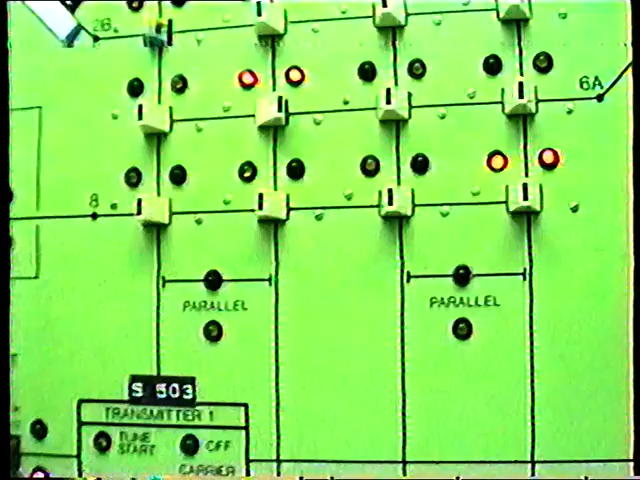 2B
6A
8
PARALLEL
PARALLEL
S 503
TRANSMITTER 1
TUNE
START
OFF
CARRIER